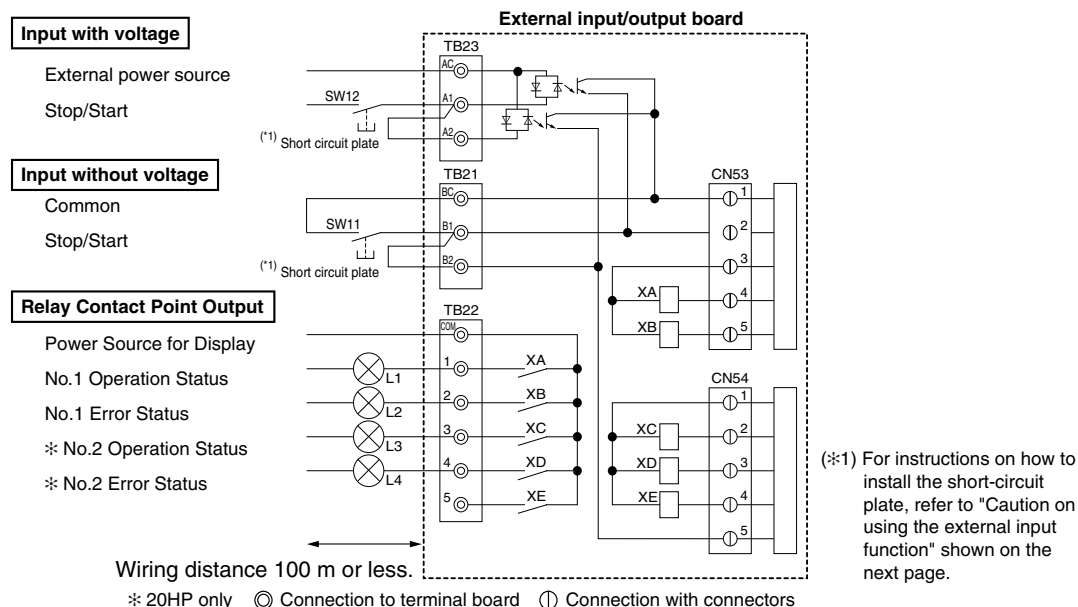 External input/output board
Input with voltage
TB23
External power source
AC
Stop/Start
SW12
A1
(*1) Short circuit plate
A2
Input without voltage
TB21
CN53
Common
BC
1
Stop/Start
SW11
B1
2
(*1) Short circuit plate
B2
3
XA
4
XB
5
Relay Contact Point Output
TB22
Power Source for Display
COM
No.1 Operation Status
L1
1
XA
No.1 Error Status
L2
2
XB
✻ No.2 Operation Status
L3
3
XC
✻ No.2 Error Status
L4
4
XD
5
XE
CN54
1
XC
2
XD
3
XE
4
5
(✻1) For instructions on how to
install the short-circuit
plate, refer to "Caution on
using the external input
function" shown on the
next page.
Wiring distance 100 m or less.
✻ 20HP only
Connection to terminal board
Connection with connectors